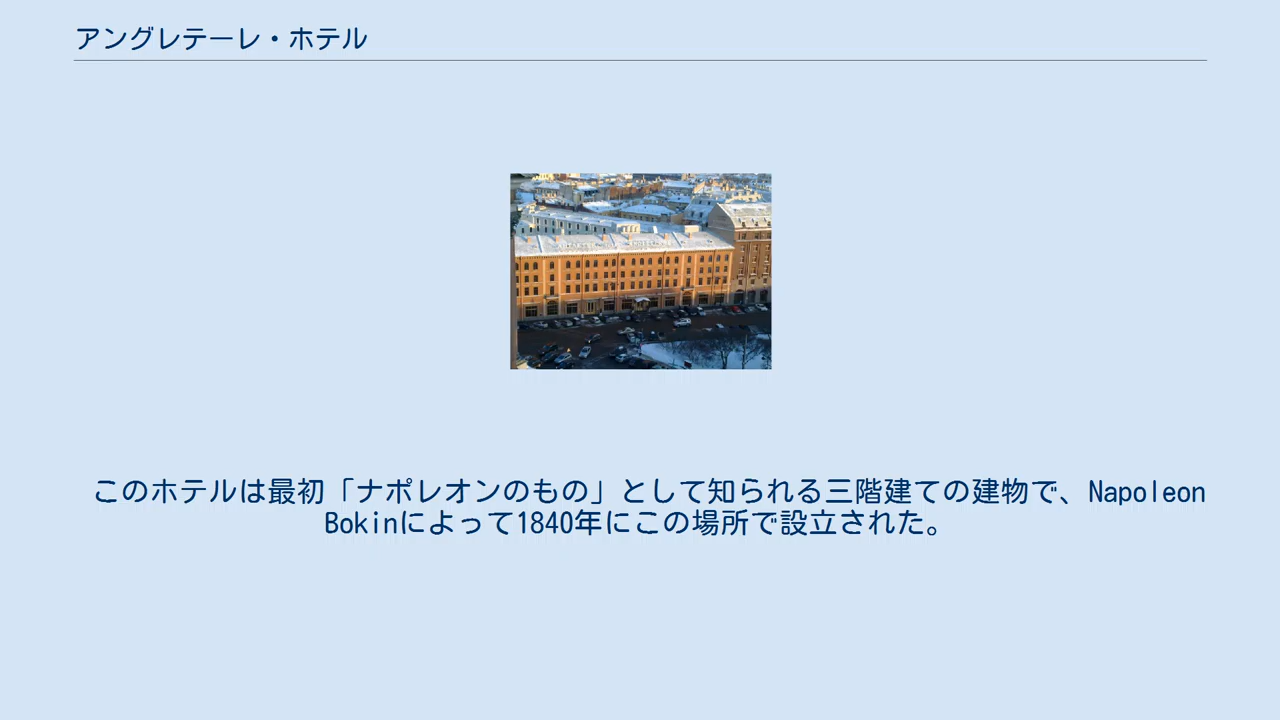 アングレテーレ・ホテル
このホテルは最初「ナポレオンのもの」として知られる三階建ての建物で、Napoleon
Bokinによって1840年にこの場所で設立された。